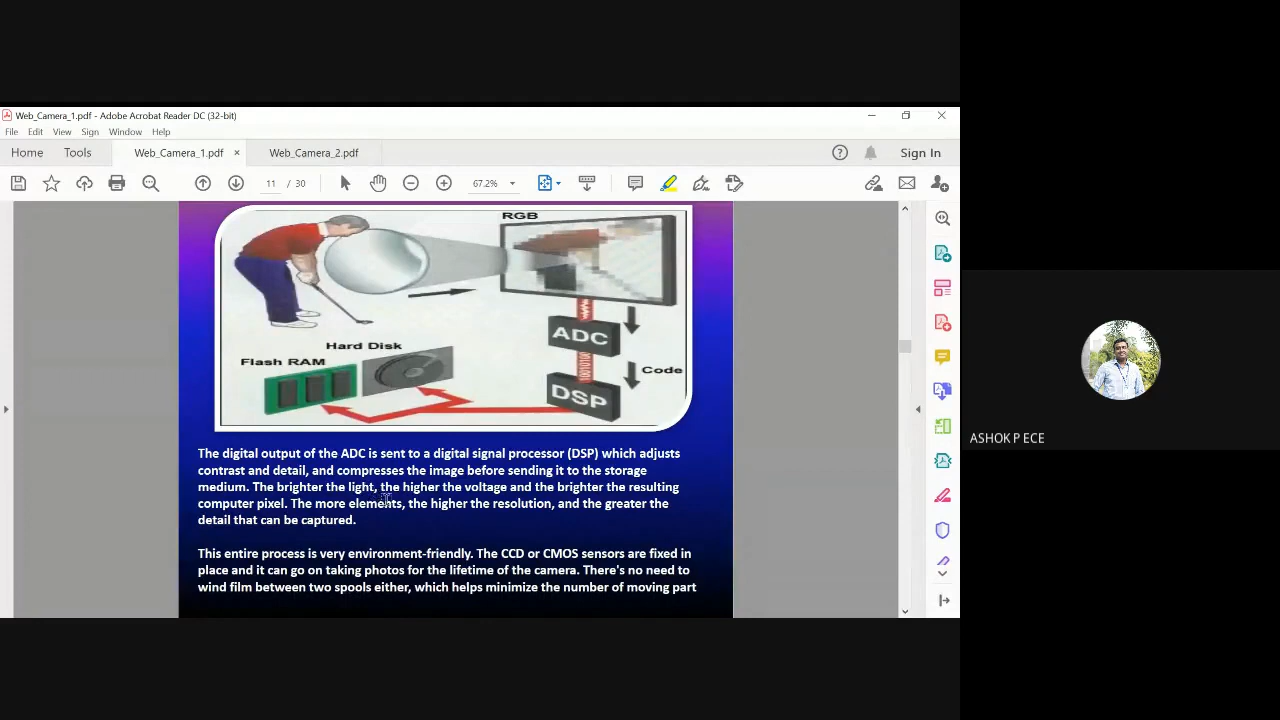 Web_Camera_1.pdf - Adobe Acrobat Reader DC (32-bit)
File Edit View Sign Window Help
Home Tools Web_Camera_1.pdf × Web_Camera_2.pdf Sign In
11 / 30 67.2%
RGB
ADC
Hard Disk
Flash RAM
Code
DSP
The digital output of the ADC is sent to a digital signal processor (DSP) which adjusts
contrast and detail, and compresses the image before sending it to the storage
medium. The brighter the light, the higher the voltage and the brighter the resulting
computer pixel. The more elements, the higher the resolution, and the greater the
detail that can be captured.
This entire process is very environment-friendly. The CCD or CMOS sensors are fixed in
place and it can go on taking photos for the lifetime of the camera. There's no need to
wind film between two spools either, which helps minimize the number of moving part
ASHOK P ECE